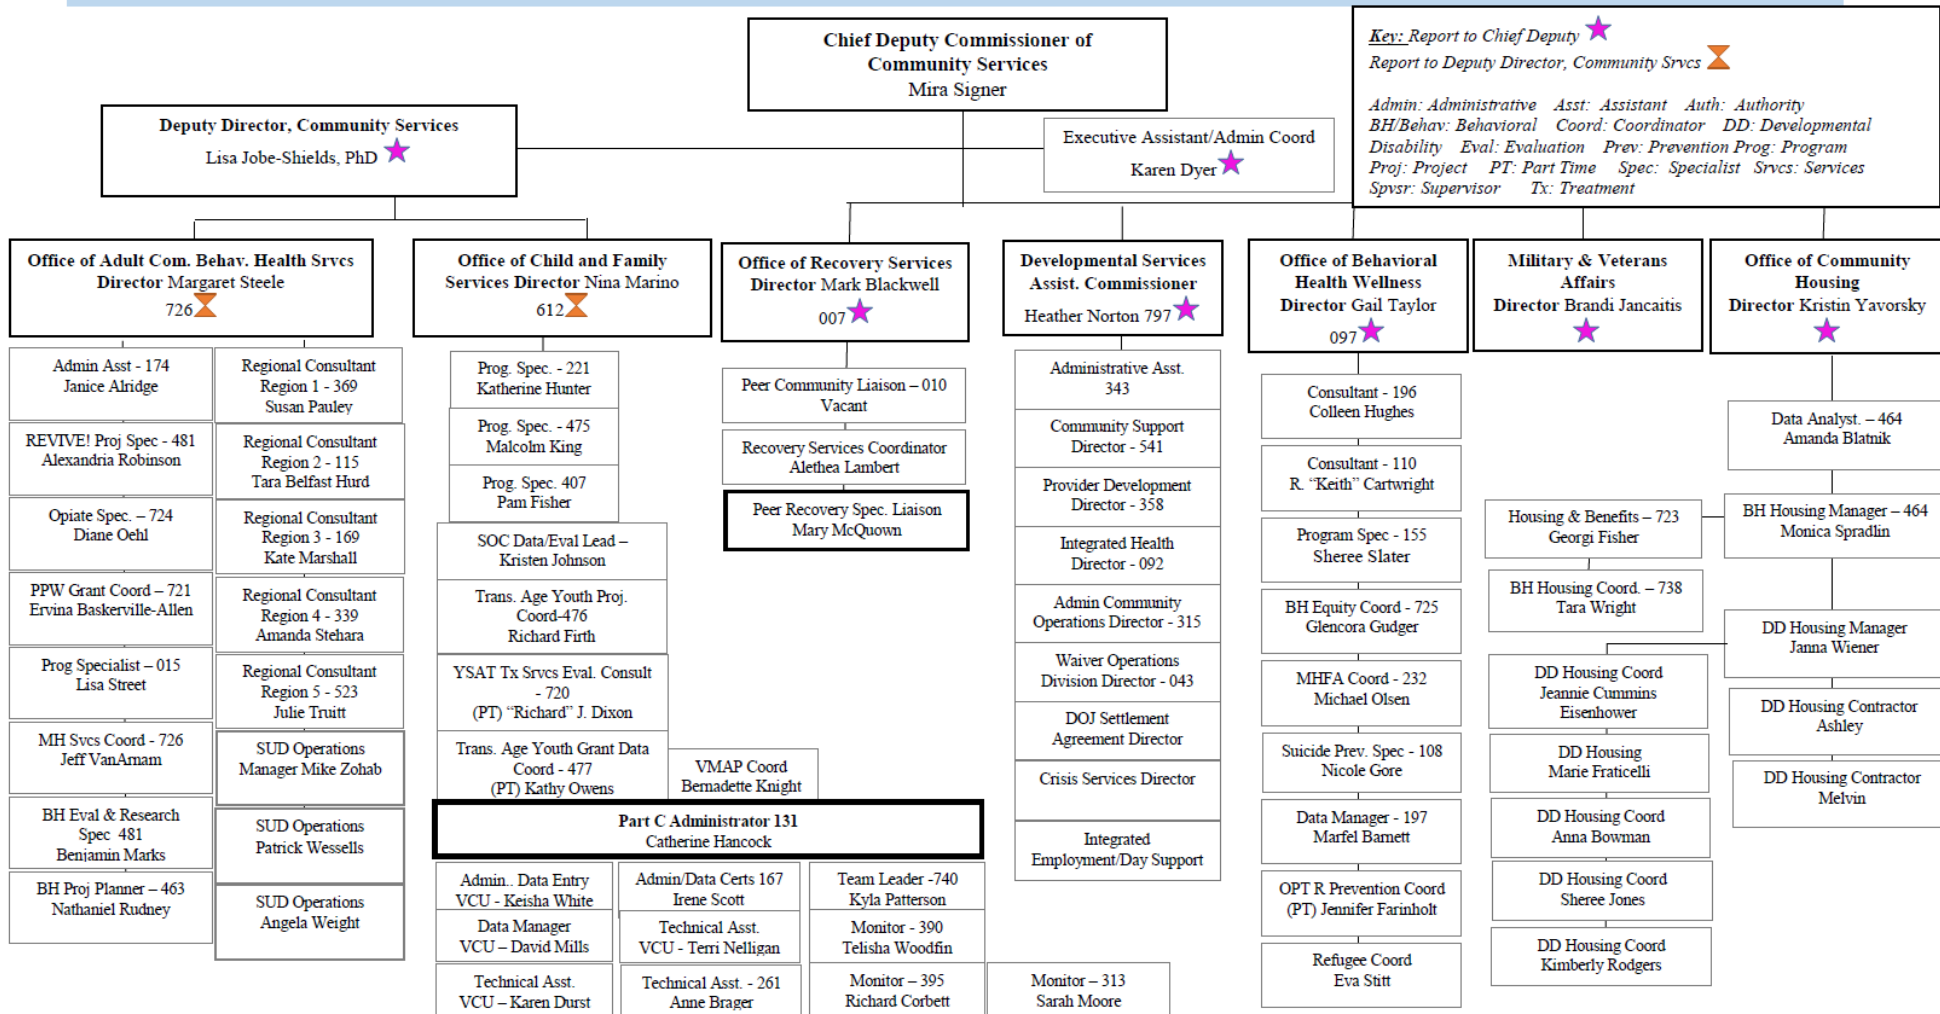 Chief Deputy Commissioner of
Community Services
Mira Signer
Key: Report to Chief Deputy
Report to Deputy Director, Community Srvcs
Admin: Administrative Asst: Assistant Auth: Authority
BH/Behav: Behavioral Coord: Coordinator DD: Developmental
Disability Eval: Evaluation Prev: Prevention Prog: Program
Proj: Project PT: Part Time Spec: Specialist Srvcs: Services
Spvsr: Supervisor Tx: Treatment
Deputy Director, Community Services
Lisa Jobe-Shields, PhD
Executive Assistant/Admin Coord
Karen Dyer
Office of Adult Com. Behav. Health Srvcs
Director Margaret Steele
726
Office of Child and Family
Services Director Nina Marino
612
Office of Recovery Services
Director Mark Blackwell
007
Developmental Services
Assist. Commissioner
Heather Norton 797
Office of Behavioral
Health Wellness
Director Gail Taylor
097
Military & Veterans
Affairs
Director Brandi Jancaitis
Office of Community
Housing
Director Kristin Yavorsky
Admin Asst - 174
Janice Alridge
REVIVE! Proj Spec - 481
Alexandria Robinson
Opiate Spec. – 724
Diane Oehl
PPW Grant Coord – 721
Ervina Baskerville-Allen
Prog Specialist – 015
Lisa Street
MH Svcs Coord - 726
Jeff VanArnam
BH Eval & Research
Spec 481
Benjamin Marks
BH Proj Planner – 463
Nathaniel Rudney
Regional Consultant
Region 1 - 369
Susan Pauley
Regional Consultant
Region 2 - 115
Tara Belfast Hurd
Regional Consultant
Region 3 - 169
Kate Marshall
Regional Consultant
Region 4 - 339
Amanda Stehara
Regional Consultant
Region 5 - 523
Julie Truitt
SUD Operations
Manager Mike Zohab
SUD Operations
Patrick Wessells
SUD Operations
Angela Weight
Prog. Spec. - 221
Katherine Hunter
Prog. Spec. - 475
Malcolm King
Prog. Spec. 407
Pam Fisher
SOC Data/Eval Lead –
Kristen Johnson
Trans. Age Youth Proj.
Coord-476
Richard Firth
YSAT Tx Srvcs Eval. Consult
- 720
(PT) “Richard” J. Dixon
Trans. Age Youth Grant Data
Coord - 477
(PT) Kathy Owens
VMAP Coord
Bernadette Knight
Part C Administrator 131
Catherine Hancock
Admin.. Data Entry
VCU - Keisha White
Data Manager
VCU – David Mills
Technical Asst.
VCU – Karen Durst
Admin/Data Certs 167
Irene Scott
Technical Asst.
VCU - Terri Nelligan
Technical Asst. - 261
Anne Brager
Team Leader -740
Kyla Patterson
Monitor - 390
Telisha Woodfin
Monitor – 395
Richard Corbett
Monitor – 313
Sarah Moore
Peer Community Liaison – 010
Vacant
Recovery Services Coordinator
Alethea Lambert
Peer Recovery Spec. Liaison
Mary McQuown
Administrative Asst.
343
Community Support
Director - 541
Provider Development
Director - 358
Integrated Health
Director - 092
Admin Community
Operations Director - 315
Waiver Operations
Division Director - 043
DOJ Settlement
Agreement Director
Crisis Services Director
Integrated
Employment/Day Support
Consultant - 196
Colleen Hughes
Consultant - 110
R. “Keith” Cartwright
Program Spec - 155
Sheree Slater
BH Equity Coord - 725
Glencora Gudger
MHFA Coord - 232
Michael Olsen
Suicide Prev. Spec - 108
Nicole Gore
Data Manager - 197
Marfel Barnett
OPT R Prevention Coord
(PT) Jennifer Farinholt
Refugee Coord
Eva Stitt
Housing & Benefits – 723
Georgi Fisher
BH Housing Coord. – 738
Tara Wright
DD Housing Coord
Jeannie Cummins
Eisenhower
DD Housing
Marie Fraticelli
DD Housing Coord
Anna Bowman
DD Housing Coord
Sheree Jones
DD Housing Coord
Kimberly Rodgers
Data Analyst. – 464
Amanda Blatnik
BH Housing Manager – 464
Monica Spradlin
DD Housing Manager
Janna Wiener
DD Housing Contractor
Ashley
DD Housing Contractor
Melvin